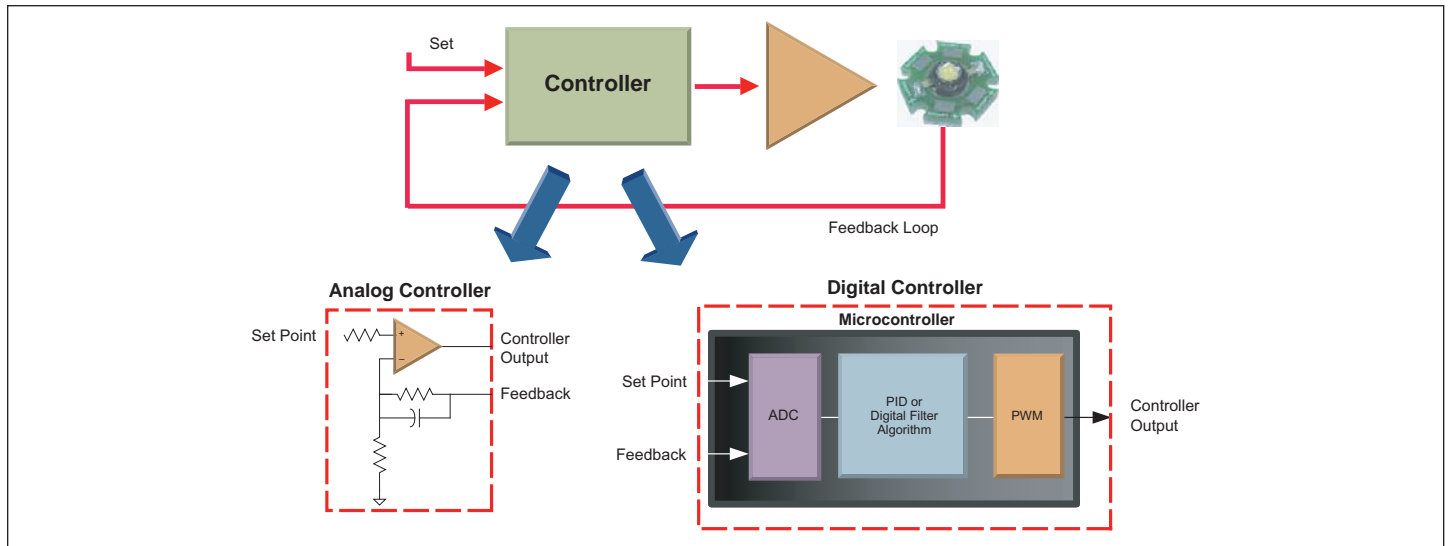 Set
Controller
Feedback Loop
Analog Controller
Set Point
+
–
Controller
Output
Feedback
Digital Controller
Microcontroller
Set Point
Feedback
ADC
PID or
Digital Filter
Algorithm
PWM
Controller
Output